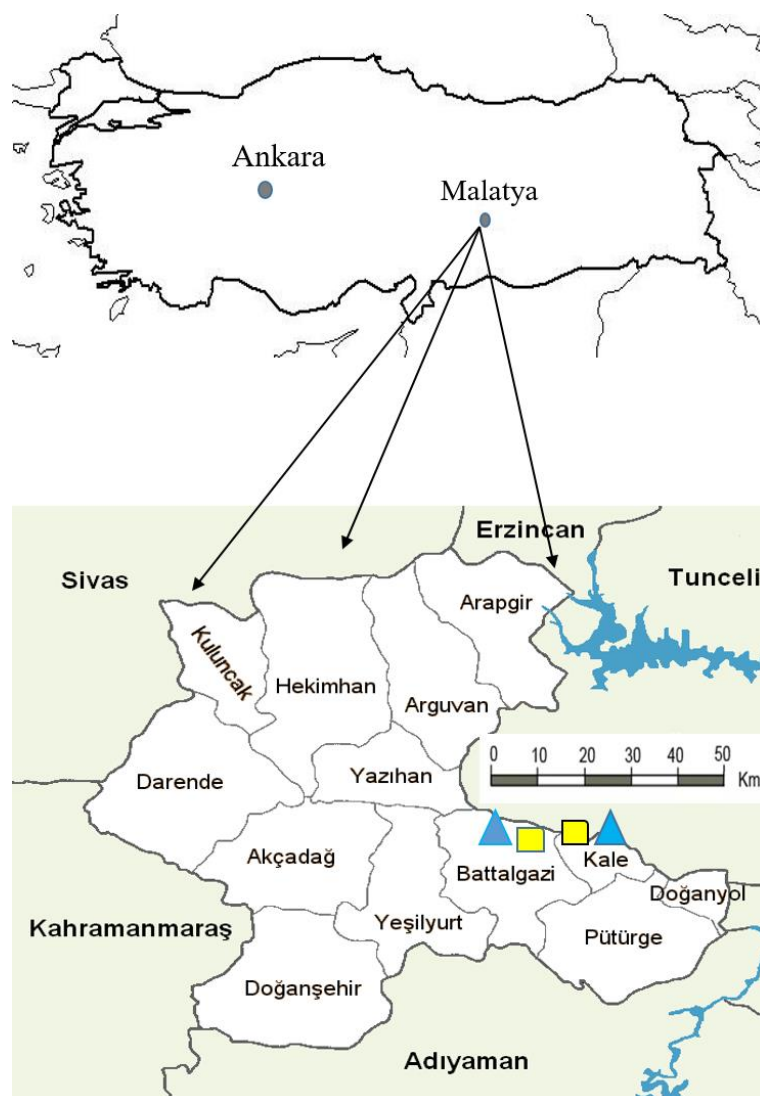 Ankara
Malatya
Erzincan
Sivas
Tunceli
Arapgir
Kuluncak
Hekimhan
Arguvan
0 10 20 30 40 50
Km
Darende
Yazıhan
Akçadağ
Battalgazi
Kale
Doğanyol
Kahramanmaraş
Yeşilyurt
Pütürge
Doğanşehir
Adıyaman